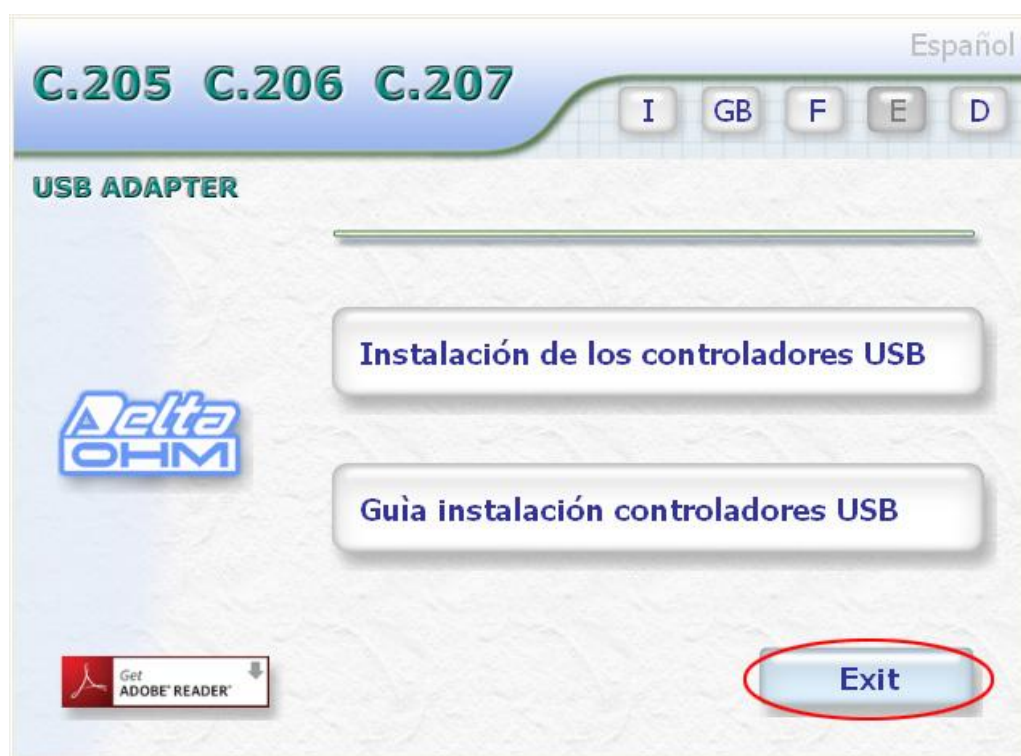 Español
C.205 C.206 C.207
I GB F E D
USB ADAPTER
Instalación de los controladores USB
Delta
OHM
Guìa instalación controladores USB
Get
ADOBE® READER®
Exit